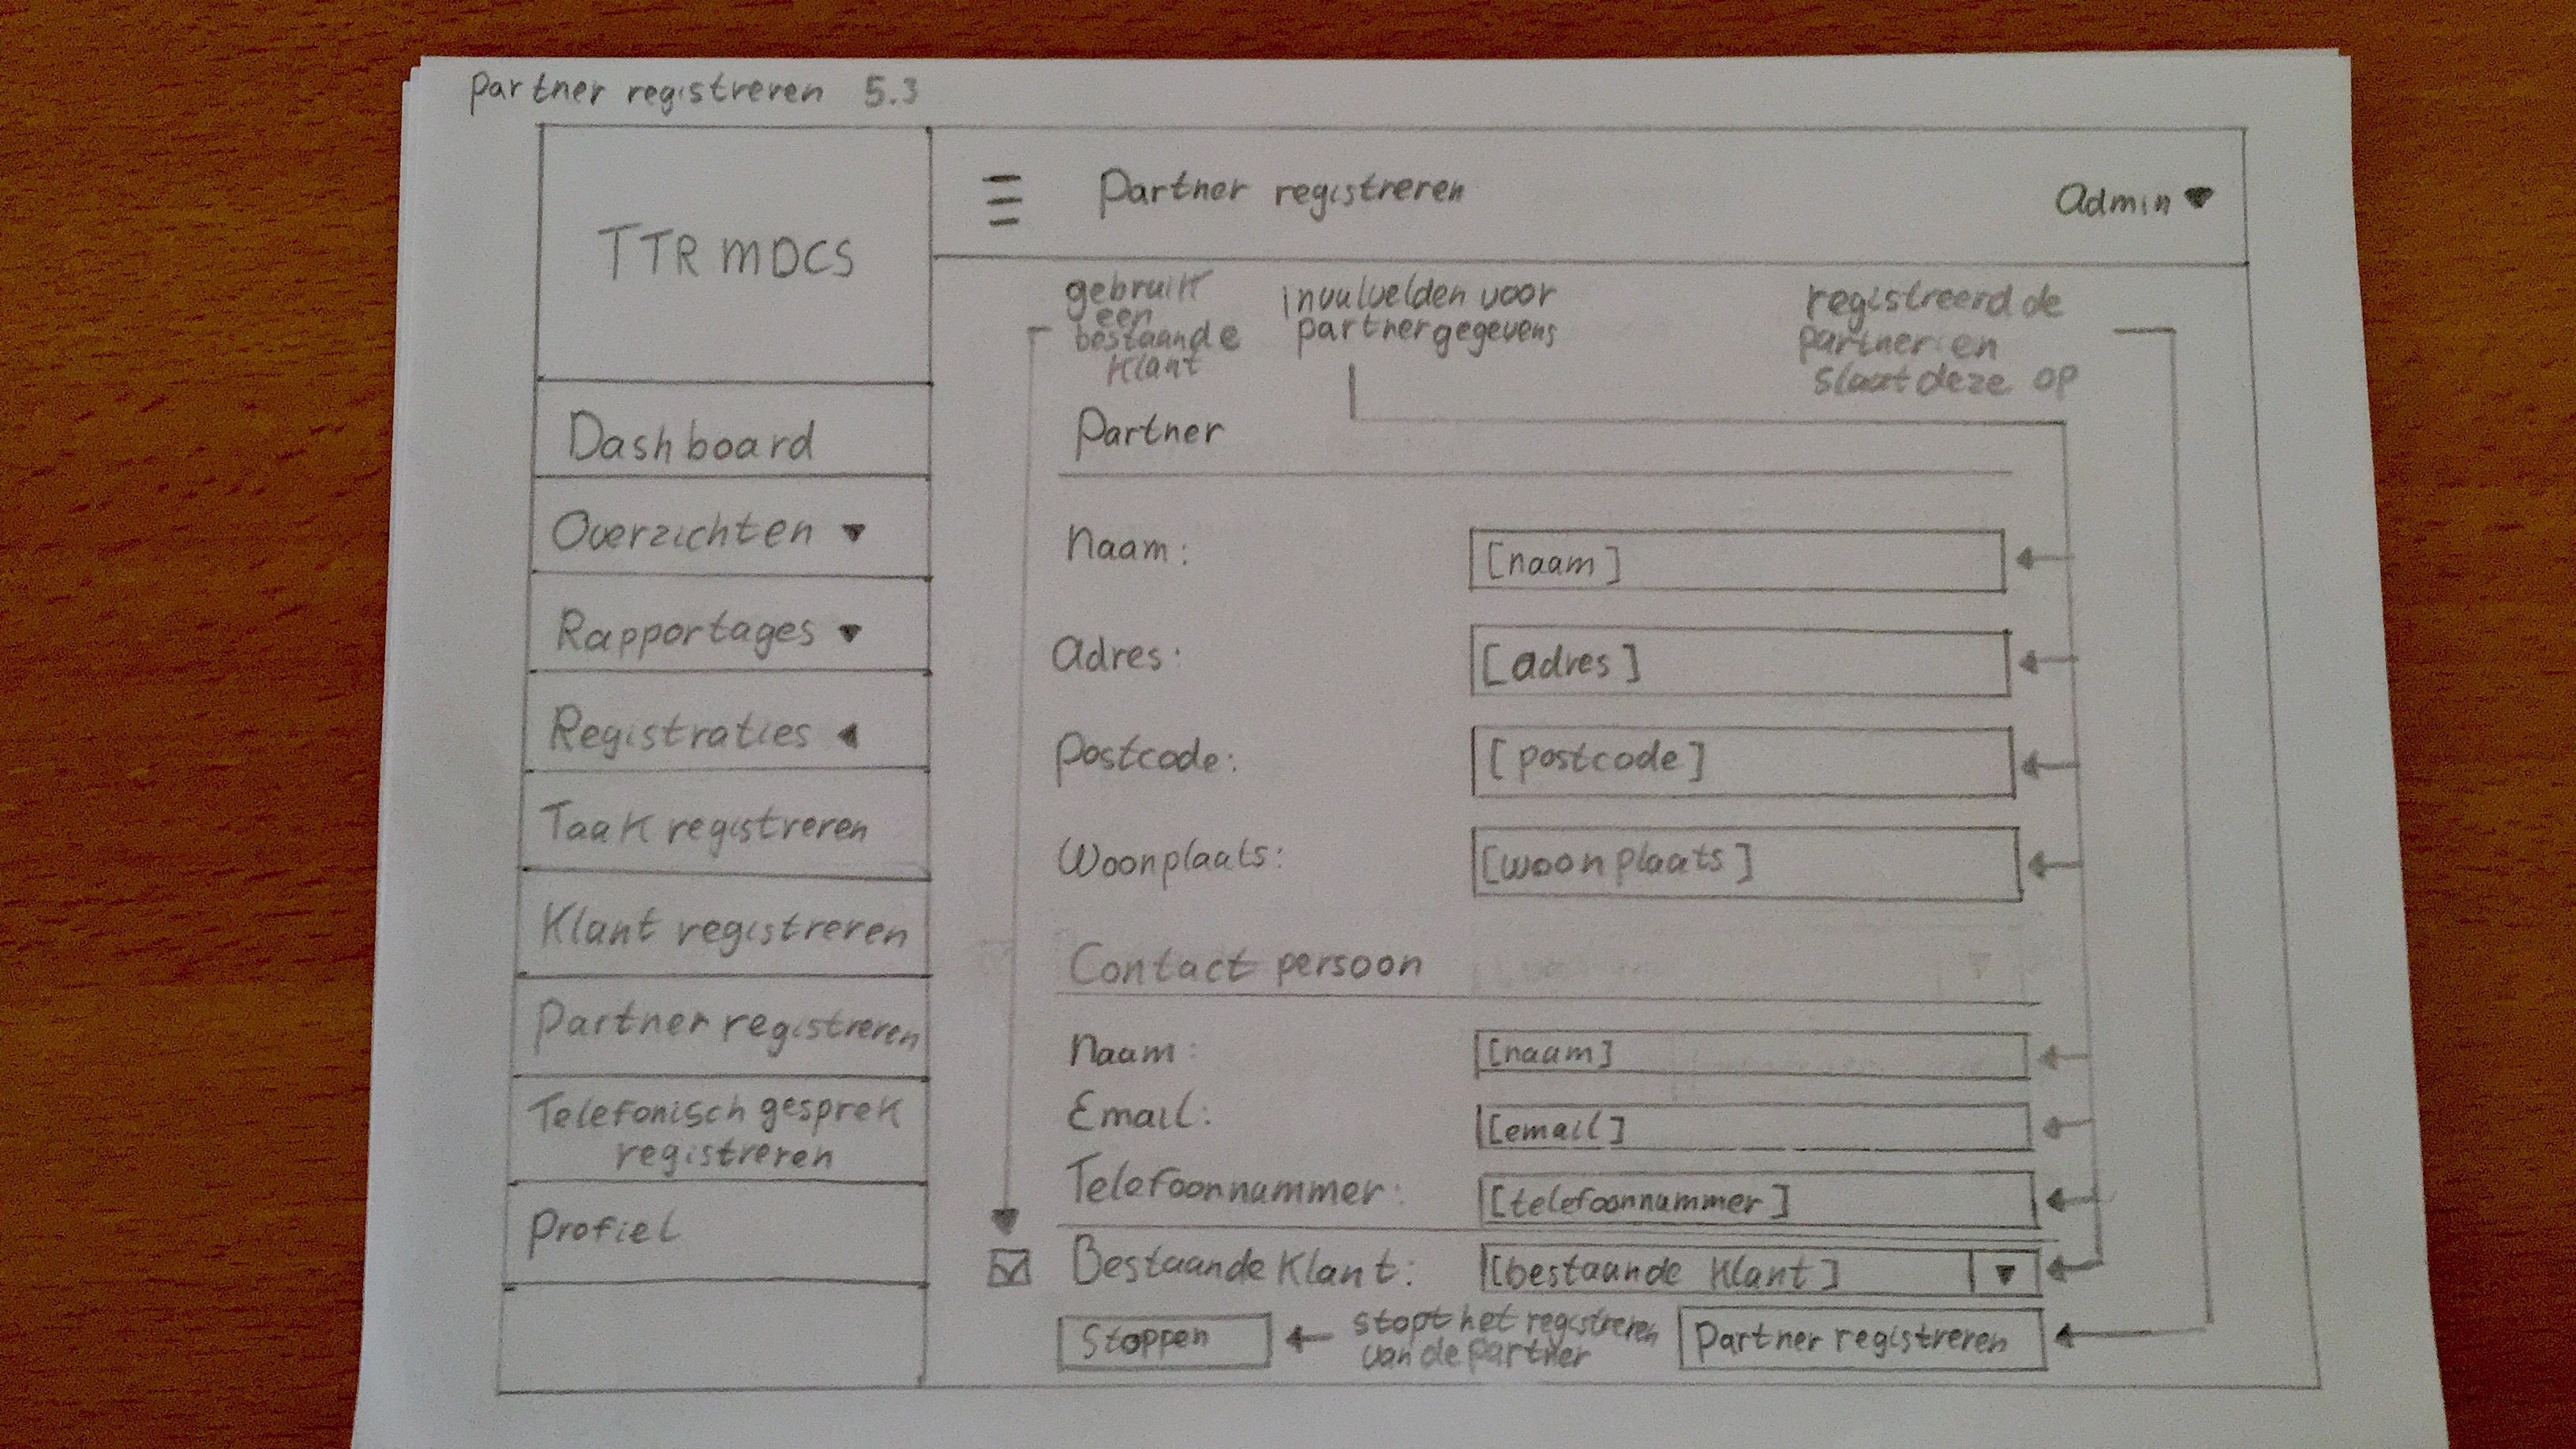 Partner registreren 5.3
TTR MDCS
Dashboard
Overzichten
Rapportages
Registraties
Taak registreren
Klant registreren
Partner registreren
Telefonisch gesprek
registreren
Profiel
Partner registreren
Admin
gebruikt
een
bestaande
klant
invulvelden voor
partnergegevens
registreerd de
partner en
slaat deze op
Partner
Naam:
[naam]
Adres:
[adres]
Postcode:
[postcode]
Woonplaats:
[woonplaats]
Contact persoon
Naam:
[naam]
Email:
[email]
Telefoonnummer:
[telefoonnummer]
Bestaande Klant:
[bestaande klant]
Stoppen
stopt het registreren
van de partner
Partner registreren